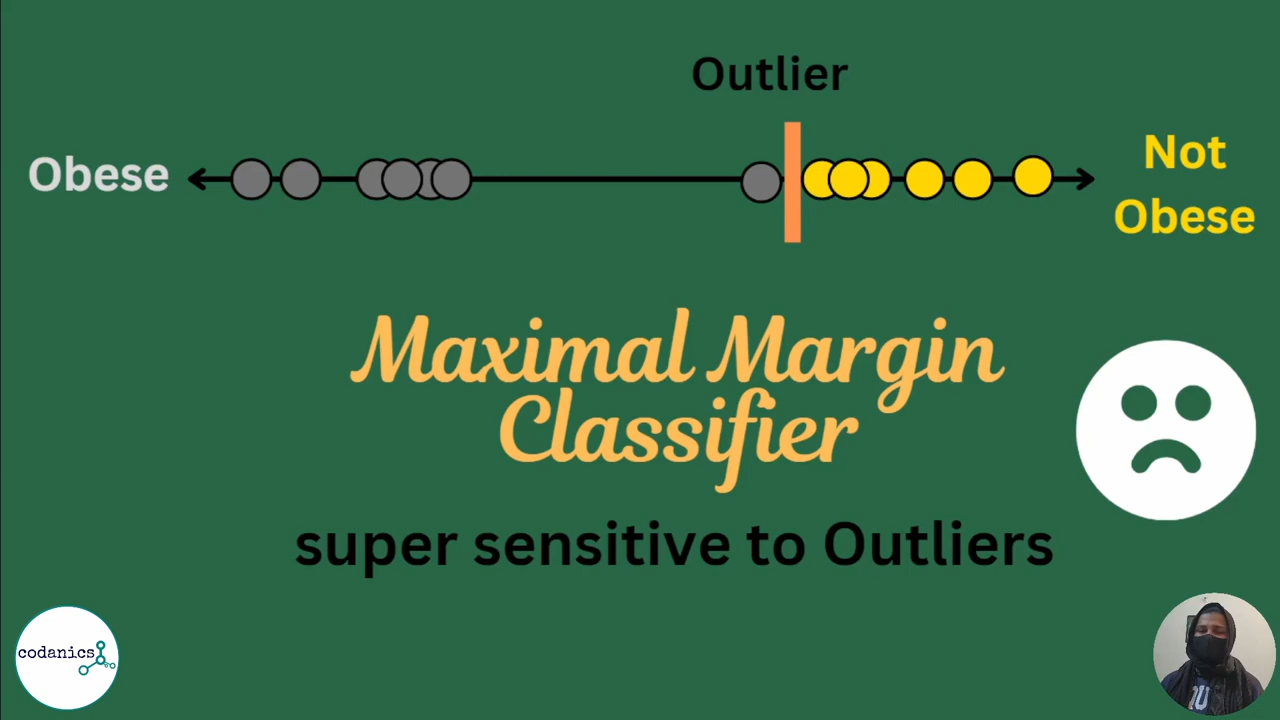 Outlier
Obese
Not
Obese
Maximal Margin
Classifier
super sensitive to Outliers
codanics